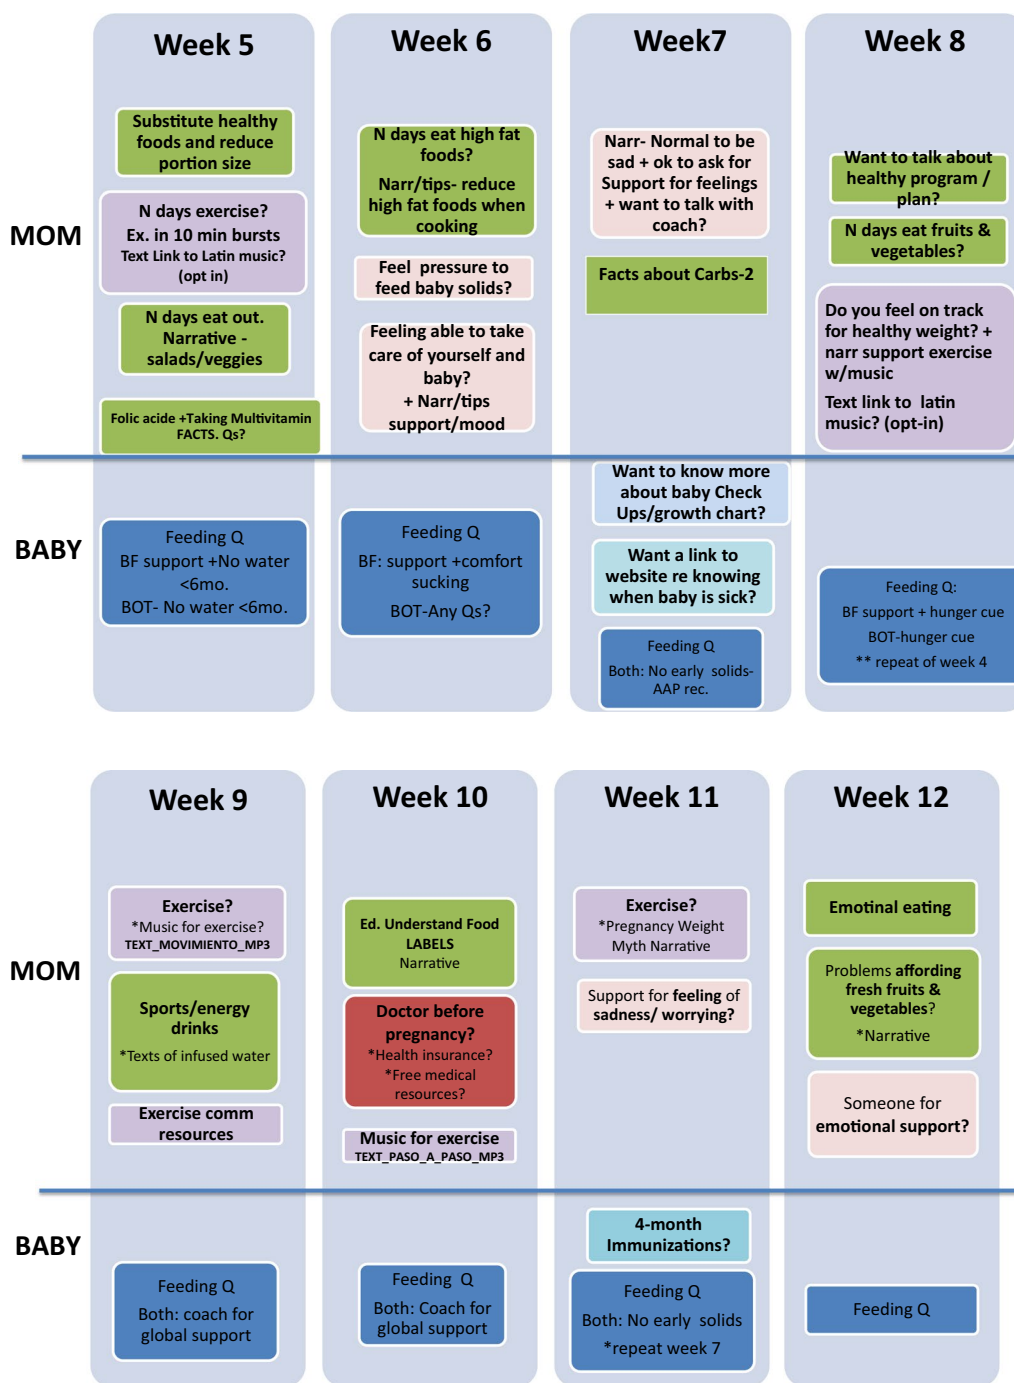 Week 5
Substitute healthy
foods and reduce
portion size
N days exercise?
Ex. in 10 min bursts
Text Link to Latin music?
(opt in)
N days eat out.
Narrative -
salads/veggies
Folic acide +Taking Multivitamin
FACTS. Qs?
Week 6
N days eat high fat
foods?
Narr/tips- reduce
high fat foods when
cooking
Feel pressure to
feed baby solids?
Feeling able to take
care of yourself and
baby?
+ Narr/tips
support/mood
Week7
Narr- Normal to be
sad + ok to ask for
Support for feelings
+ want to talk with
coach?
Facts about Carbs-2
Week 8
Want to talk about
healthy program /
plan?
N days eat fruits &
vegetables?
Do you feel on track
for healthy weight? +
narr support exercise
w/music
Text link to latin
music? (opt-in)
MOM
BABY
Feeding Q
BF support +No water
<6mo.
BOT- No water <6mo.
Feeding Q
BF: support +comfort
sucking
BOT-Any Qs?
Want to know more
about baby Check
Ups/growth chart?
Want a link to
website re knowing
when baby is sick?
Feeding Q
Both: No early solids-
AAP rec.
Feeding Q:
BF support + hunger cue
BOT-hunger cue
** repeat of week 4
Week 9
Exercise?
*Music for exercise?
TEXT_MOVIMIENTO_MP3
Sports/energy
drinks
*Texts of infused water
Exercise comm
resources
Week 10
Ed. Understand Food
LABELS
Narrative
Doctor before
pregnancy?
*Health insurance?
*Free medical
resources?
Music for exercise
TEXT_PASO_A_PASO_MP3
Week 11
Exercise?
*Pregnancy Weight
Myth Narrative
Support for feeling of
sadness/ worrying?
Week 12
Emotinal eating
Problems affording
fresh fruits &
vegetables?
*Narrative
Someone for
emotional support?
MOM
BABY
Feeding Q
Both: coach for
global support
Feeding Q
Both: Coach for
global support
4-month
Immunizations?
Feeding Q
Both: No early solids
*repeat week 7
Feeding Q